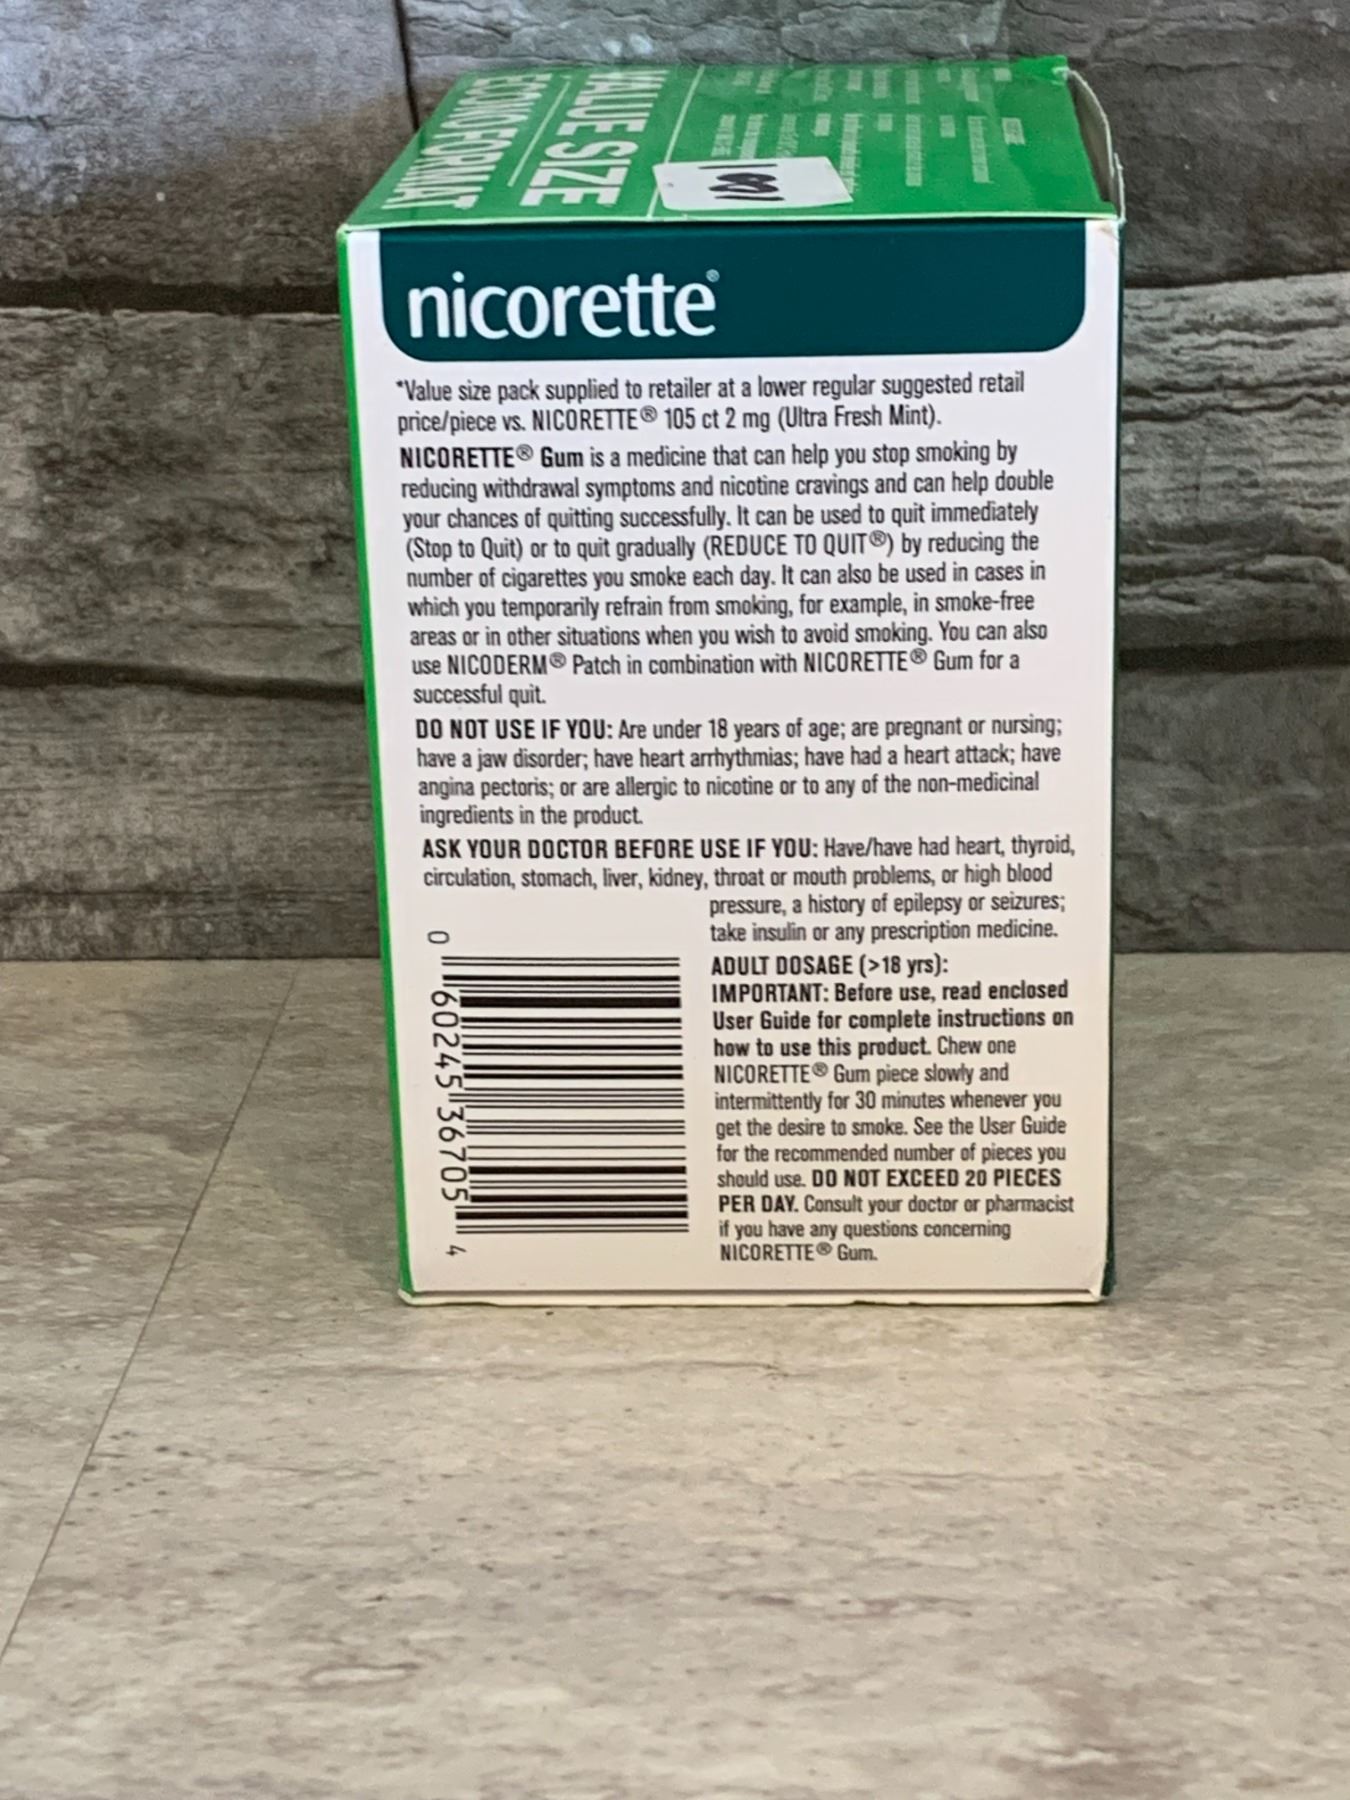 VALUE SIZE
ECONO FORMAT
1001
nicorette®
*Value size pack supplied to retailer at a lower regular suggested retail
price/piece vs. NICORETTE® 105 ct 2 mg (Ultra Fresh Mint).
NICORETTE® Gum is a medicine that can help you stop smoking by
reducing withdrawal symptoms and nicotine cravings and can help double
your chances of quitting successfully. It can be used to quit immediately
(Stop to Quit) or to quit gradually (REDUCE TO QUIT®) by reducing the
number of cigarettes you smoke each day. It can also be used in cases in
which you temporarily refrain from smoking, for example, in smoke-free
areas or in other situations when you wish to avoid smoking. You can also
use NICODERM® Patch in combination with NICORETTE® Gum for a
successful quit.
DO NOT USE IF YOU: Are under 18 years of age; are pregnant or nursing;
have a jaw disorder; have heart arrhythmias; have had a heart attack; have
angina pectoris; or are allergic to nicotine or to any of the non-medicinal
ingredients in the product.
ASK YOUR DOCTOR BEFORE USE IF YOU: Have/have had heart, thyroid,
circulation, stomach, liver, kidney, throat or mouth problems, or high blood
pressure, a history of epilepsy or seizures;
take insulin or any prescription medicine.
ADULT DOSAGE (>18 yrs):
IMPORTANT: Before use, read enclosed
User Guide for complete instructions on
how to use this product. Chew one
NICORETTE® Gum piece slowly and
intermittently for 30 minutes whenever you
get the desire to smoke. See the User Guide
for the recommended number of pieces you
should use. DO NOT EXCEED 20 PIECES
PER DAY. Consult your doctor or pharmacist
if you have any questions concerning
NICORETTE® Gum.
0 60245 36705 4